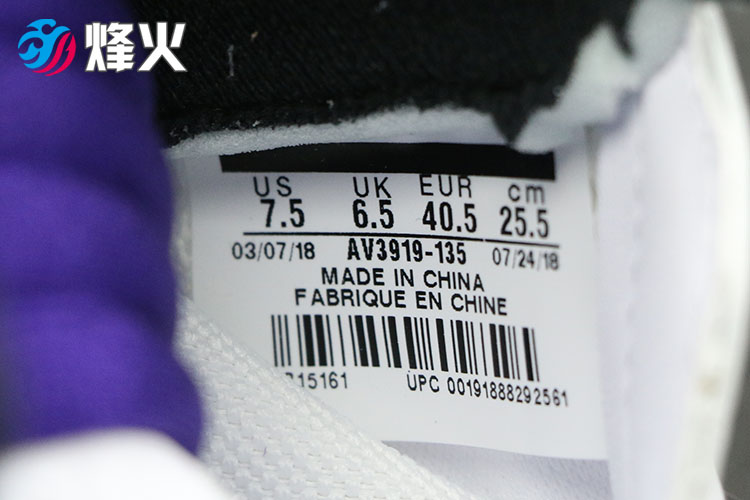 烽火
US UK EUR cm
7.5 6.5 40.5 25.5
03/07/18 AV3919-135 07/24/18
MADE IN CHINA
FABRIQUE EN CHINE
15161 UPC 00191888292561